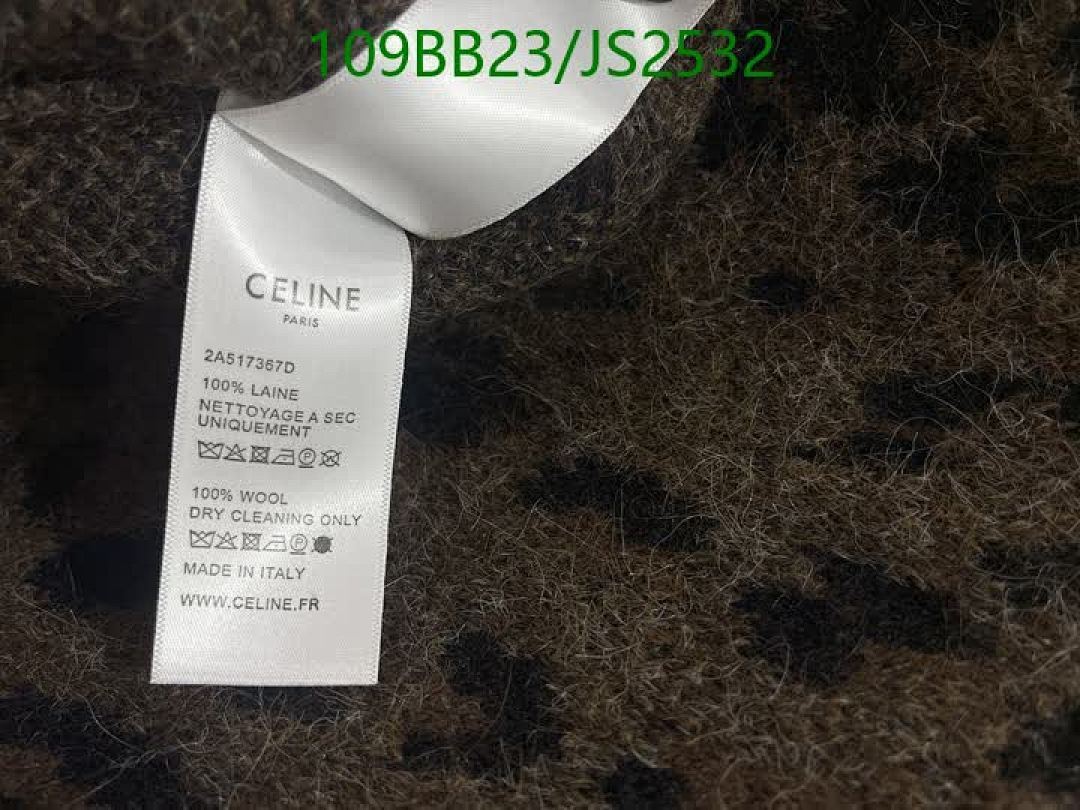 109BB23/JS2532
CELINE
PARIS
2A517367D
100% LAINE
NETTOYAGE A SEC
UNIQUEMENT
100% WOOL
DRY CLEANING ONLY
MADE IN ITALY
WWW.CELINE.FR